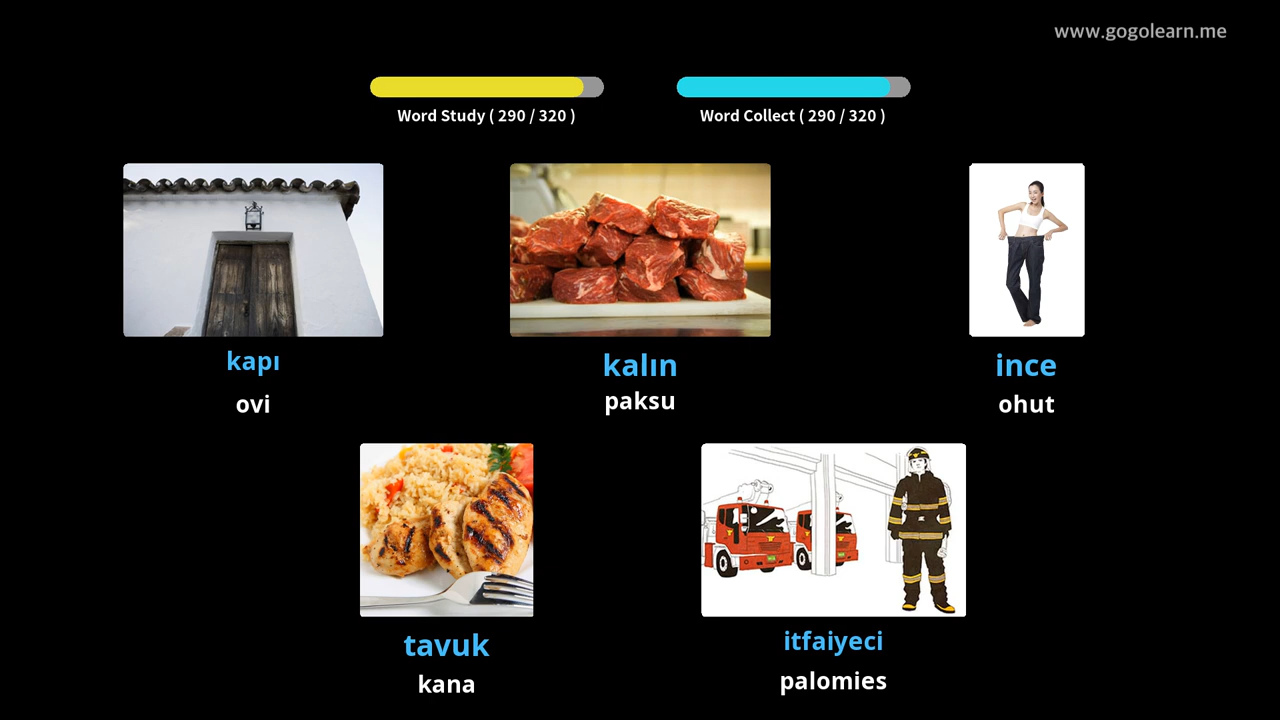 www.gogolearn.me
Word Study ( 290 / 320 )
Word Collect ( 290 / 320 )
kapı
ovi
kalın
paksu
ince
ohut
tavuk
kana
itfaiyeci
palomies